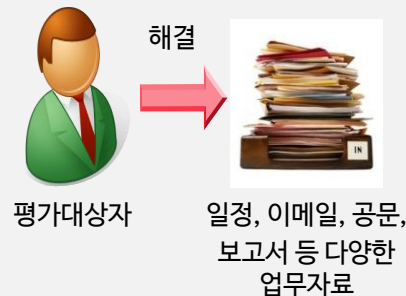 해결
IN
평가대상자
일정, 이메일, 공문,
보고서 등 다양한
업무자료